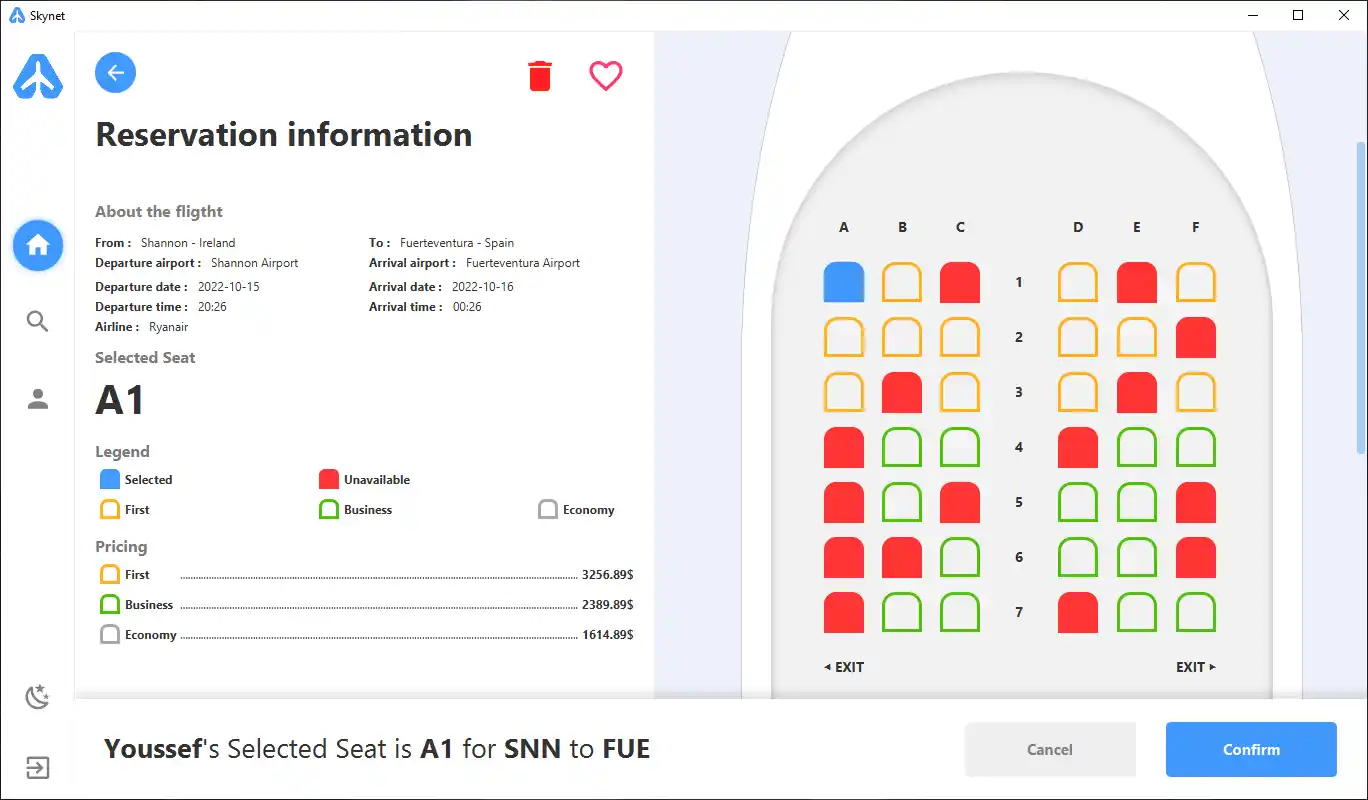 Skynet
Reservation information
About the fligtht
From : Shannon - Ireland To : Fuerteventura - Spain
Departure airport : Shannon Airport Arrival airport : Fuerteventura Airport
Departure date : 2022-10-15 Arrival date : 2022-10-16
Departure time : 20:26 Arrival time : 00:26
Airline : Ryanair
Selected Seat
A1
Legend
Selected Unavailable
First Business Economy
Pricing
First 3256.89$
Business 2389.89$
Economy 1614.89$
A B C D E F
1
2
3
4
5
6
7
◂ EXIT EXIT ▸
Youssef's Selected Seat is A1 for SNN to FUE
Cancel Confirm